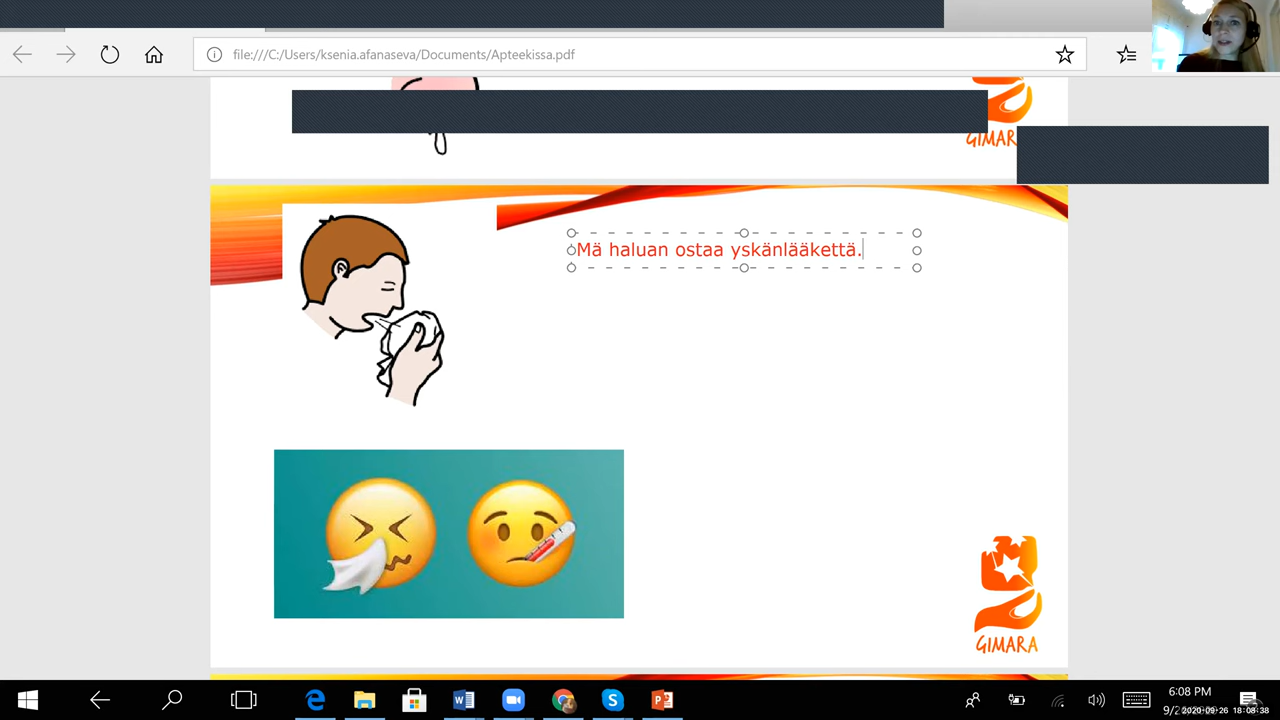 file:///C:/Users/ksenia.afanaseva/Documents/Apteekissa.pdf
GIMAR
Mä haluan ostaa yskänlääkettä.
GIMARA
6:08 PM
2020-09-26 18:08:38